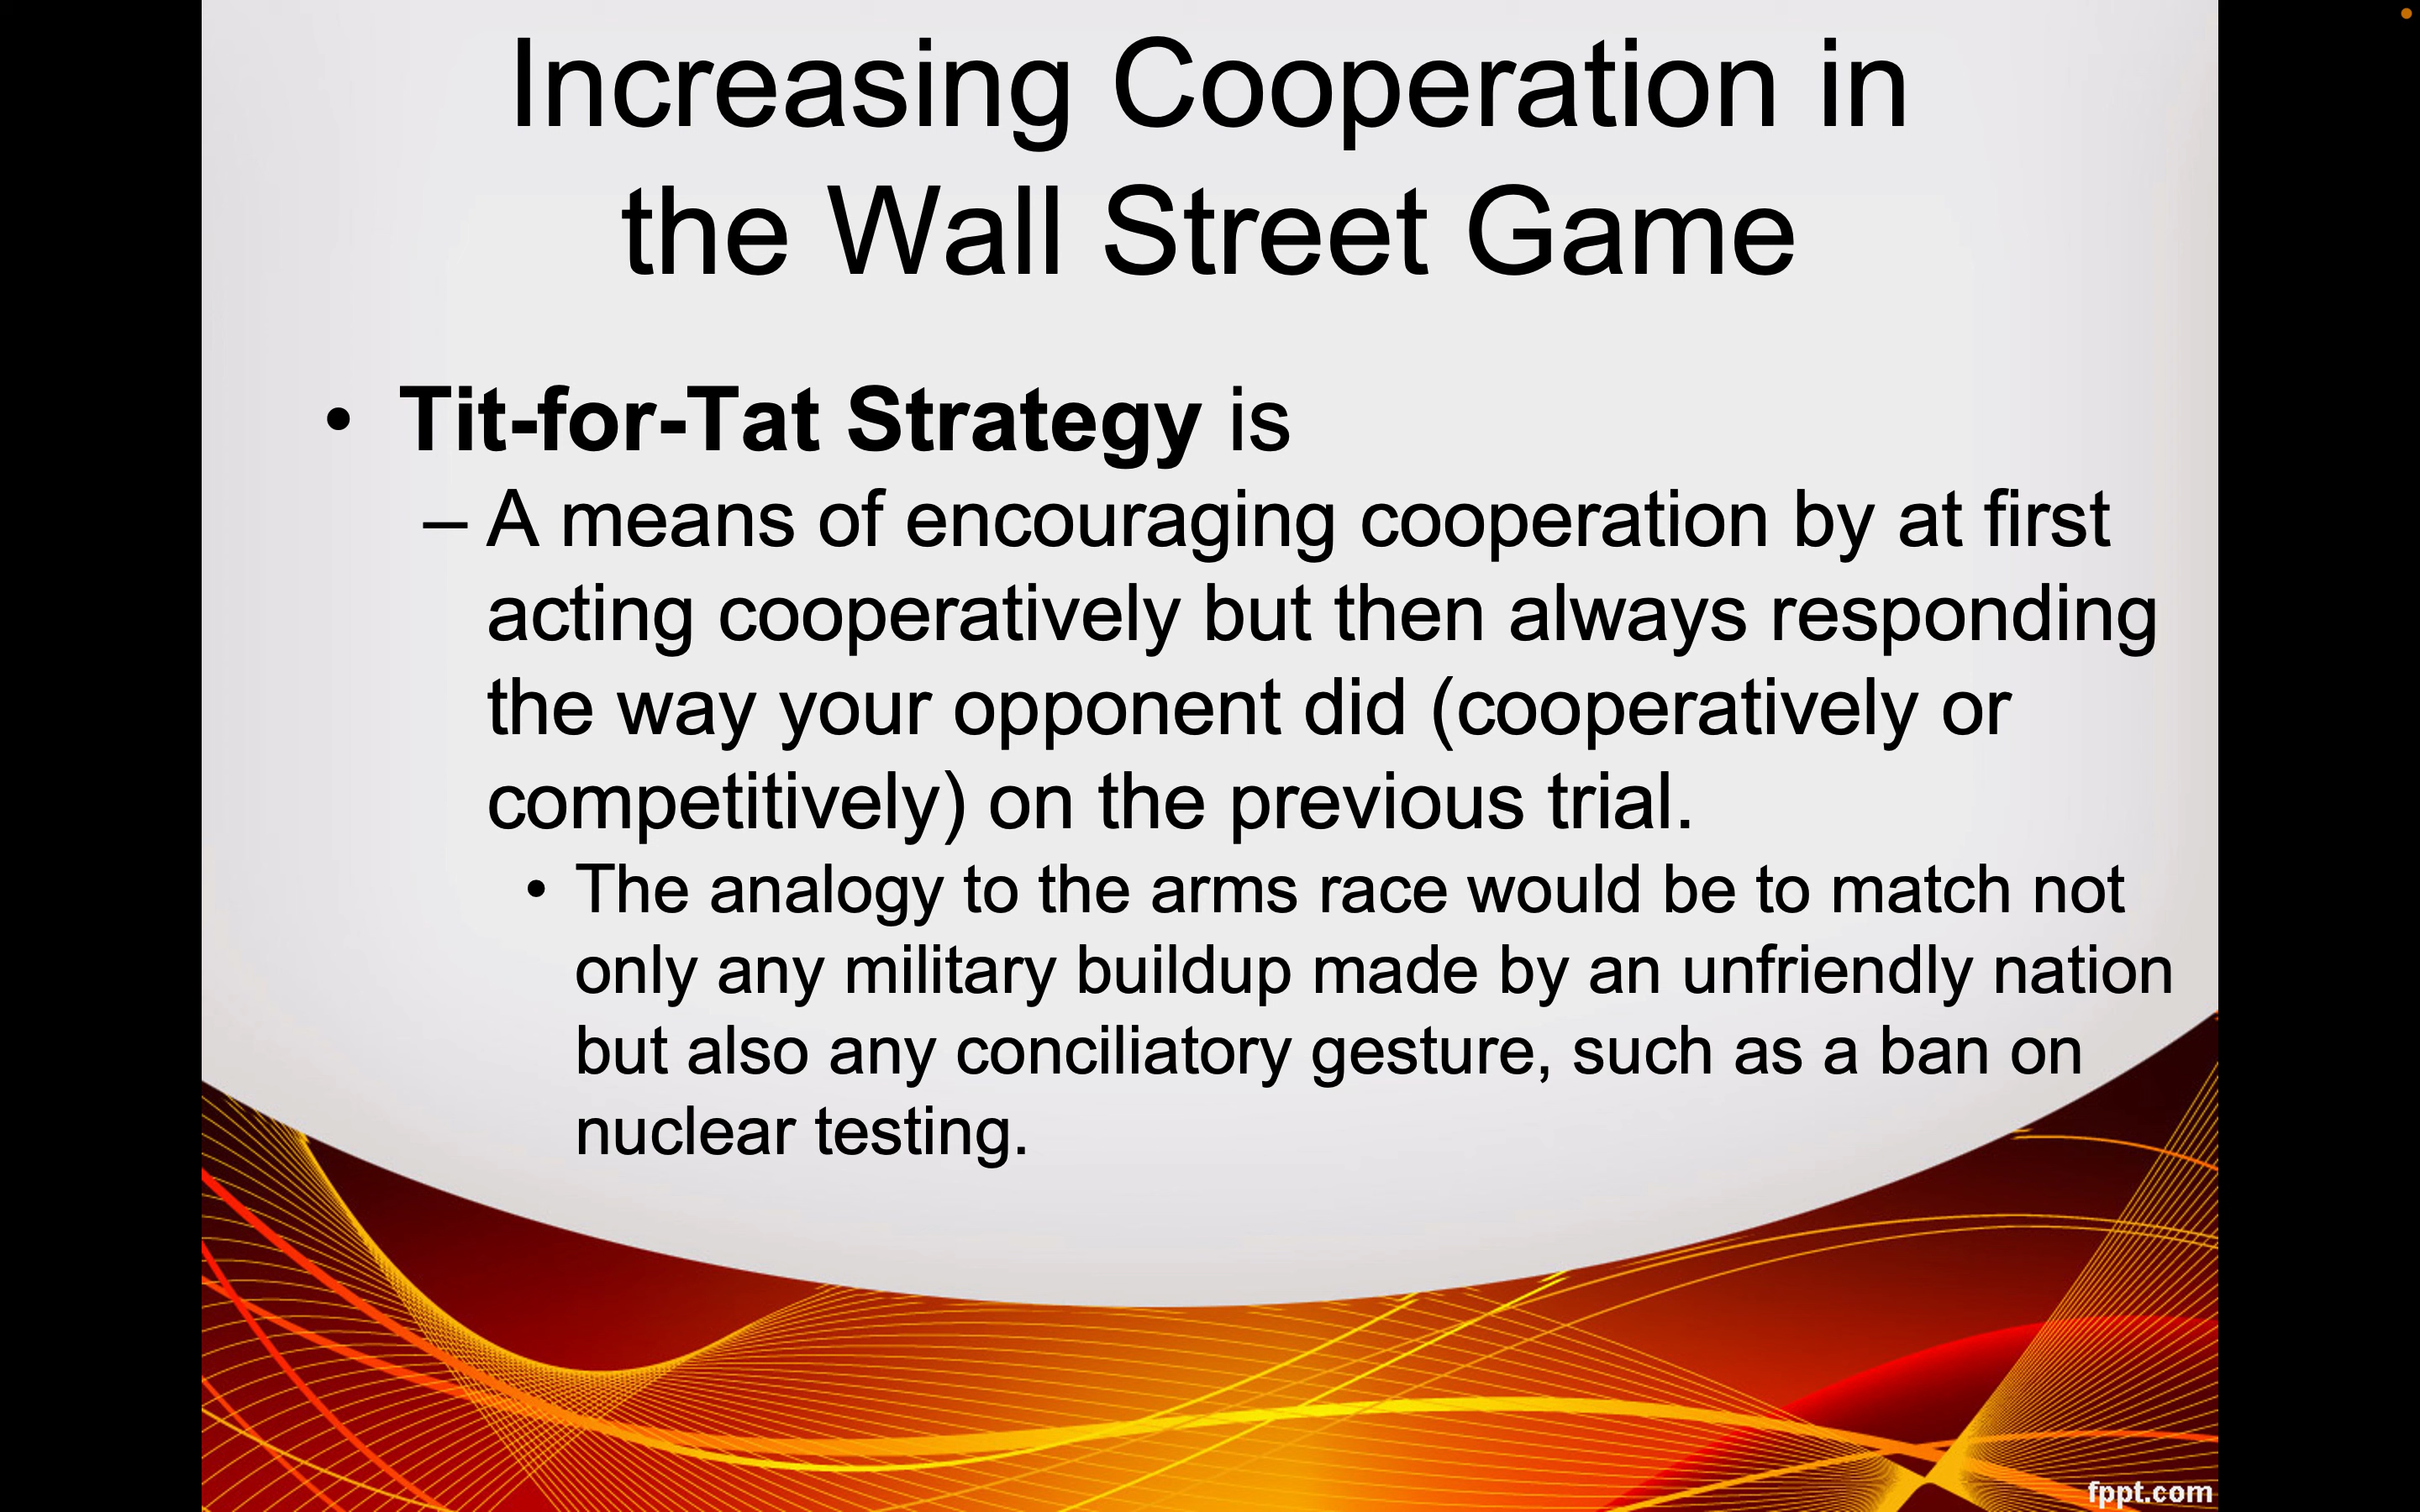 Increasing Cooperation in
the Wall Street Game
• Tit-for-Tat Strategy is
– A means of encouraging cooperation by at first
acting cooperatively but then always responding
the way your opponent did (cooperatively or
competitively) on the previous trial.
• The analogy to the arms race would be to match not
only any military buildup made by an unfriendly nation
but also any conciliatory gesture, such as a ban on
nuclear testing.
fppt.com